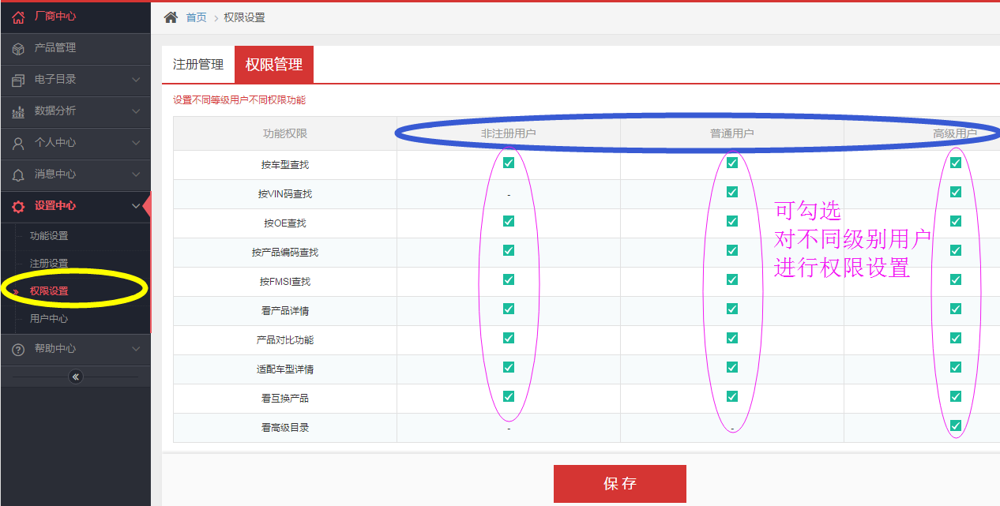 厂商中心
产品管理
电子目录
数据分析
个人中心
消息中心
设置中心
功能设置
注册设置
» 权限设置
用户中心
帮助中心
«
首页 > 权限设置
注册管理 权限管理
设置不同等级用户不同权限功能
功能权限 非注册用户 普通用户 高级用户
按车型查找
按VIN码查找 -
按OE查找
按产品编码查找
按FMSI查找
看产品详情
产品对比功能
适配车型详情
看互换产品
看高级目录 - -
可勾选
对不同级别用户
进行权限设置
保存